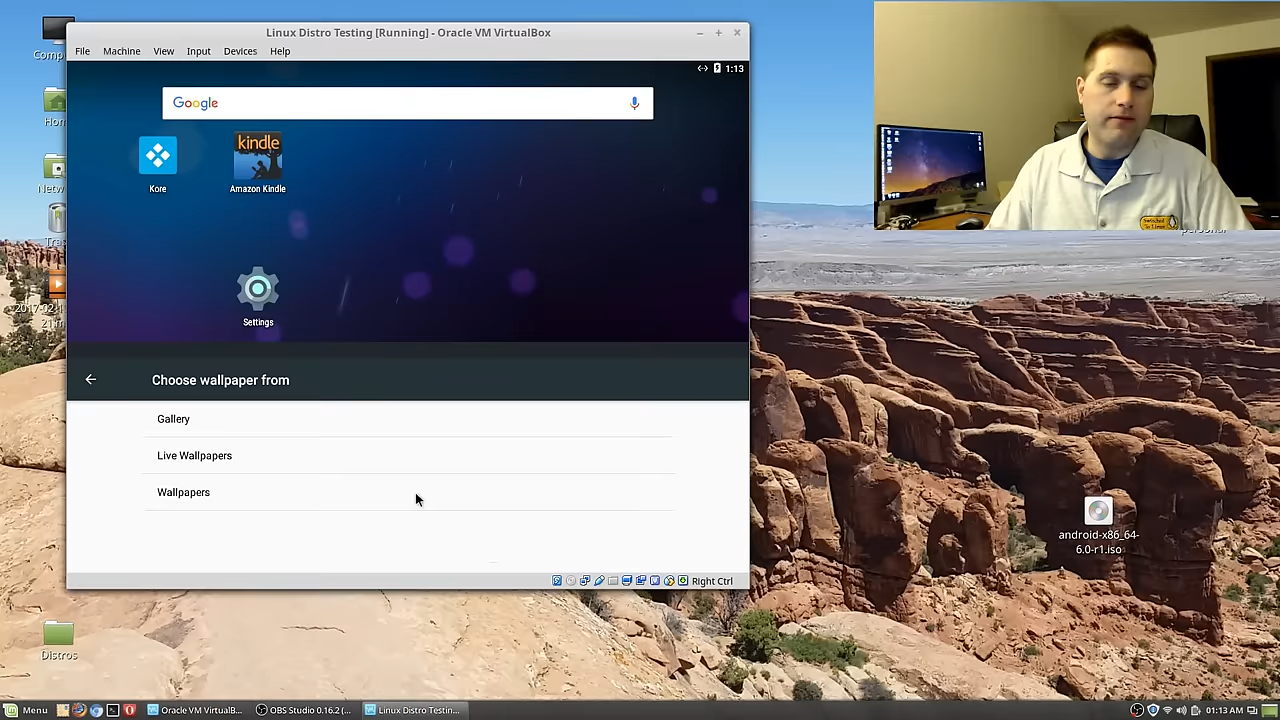 Linux Distro Testing [Running] - Oracle VM VirtualBox
File Machine View Input Devices Help
1:13
Google
kindle
Kore
Amazon Kindle
Settings
Choose wallpaper from
Gallery
Live Wallpapers
Wallpapers
Right Ctrl
android-x86_64-
6.0-r1.iso
Distros
Menu
Oracle VM VirtualB...
OBS Studio 0.16.2 (...
Linux Distro Testin...
01:13 AM